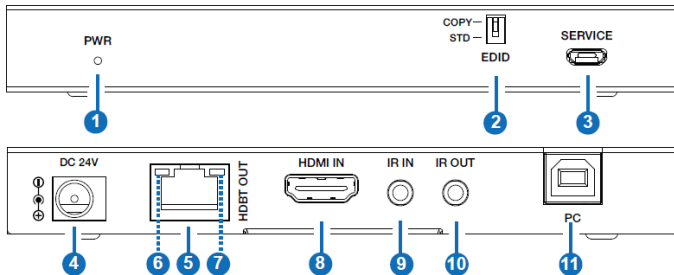 COPY
STD
EDID
PWR
SERVICE
1
2
3
DC 24V
HDBT OUT
HDMI IN
IR IN
IR OUT
PC
4
6
5
7
8
9
10
11